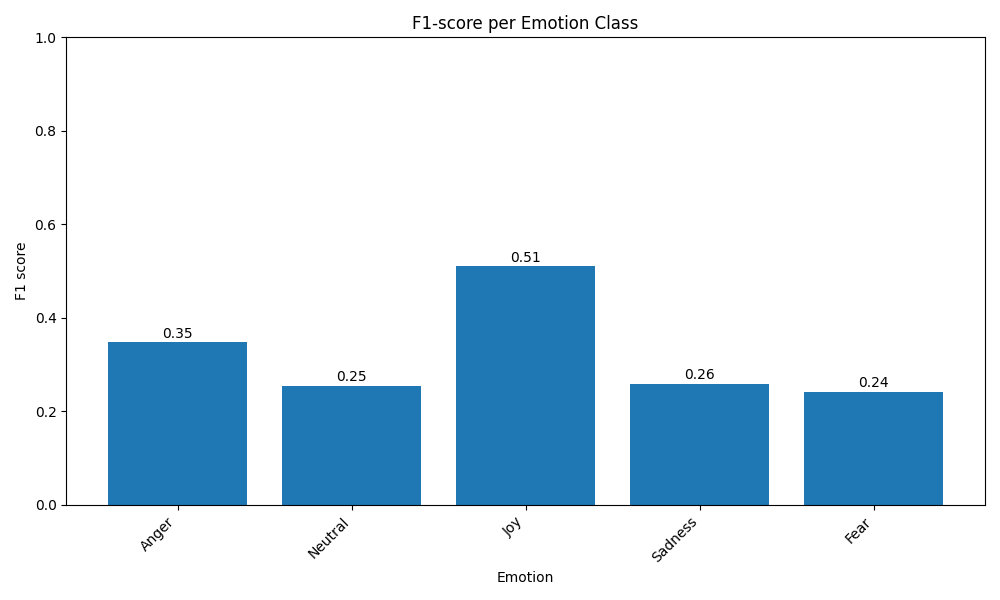 F1-score per Emotion Class
F1 score
1.0
0.8
0.6
0.4
0.2
0.0
0.35
0.25
0.51
0.26
0.24
Anger
Neutral
Joy
Sadness
Fear
Emotion